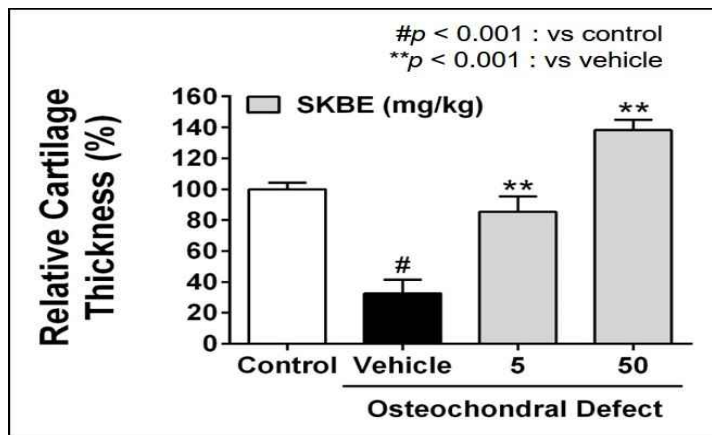 #p < 0.001 : vs control
**p < 0.001 : vs vehicle
Relative Cartilage
Thickness (%)
160
140
120
100
80
60
40
20
0
SKBE (mg/kg)
#
**
**
Control Vehicle 5 50
Osteochondral Defect